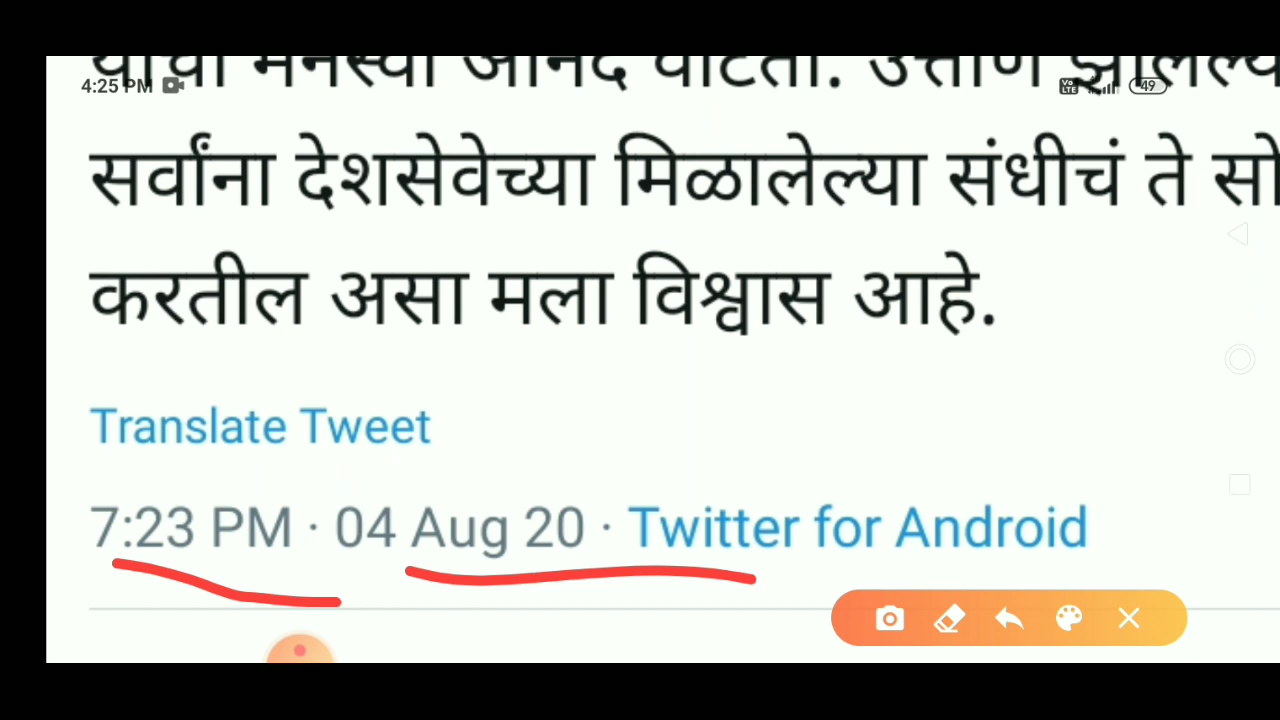 4:25 PM
49
सर्वांना देशसेवेच्या मिळालेल्या संधीचं ते
करतील असा मला विश्वास आहे.
Translate Tweet
7:23 PM · 04 Aug 20 · Twitter for Android